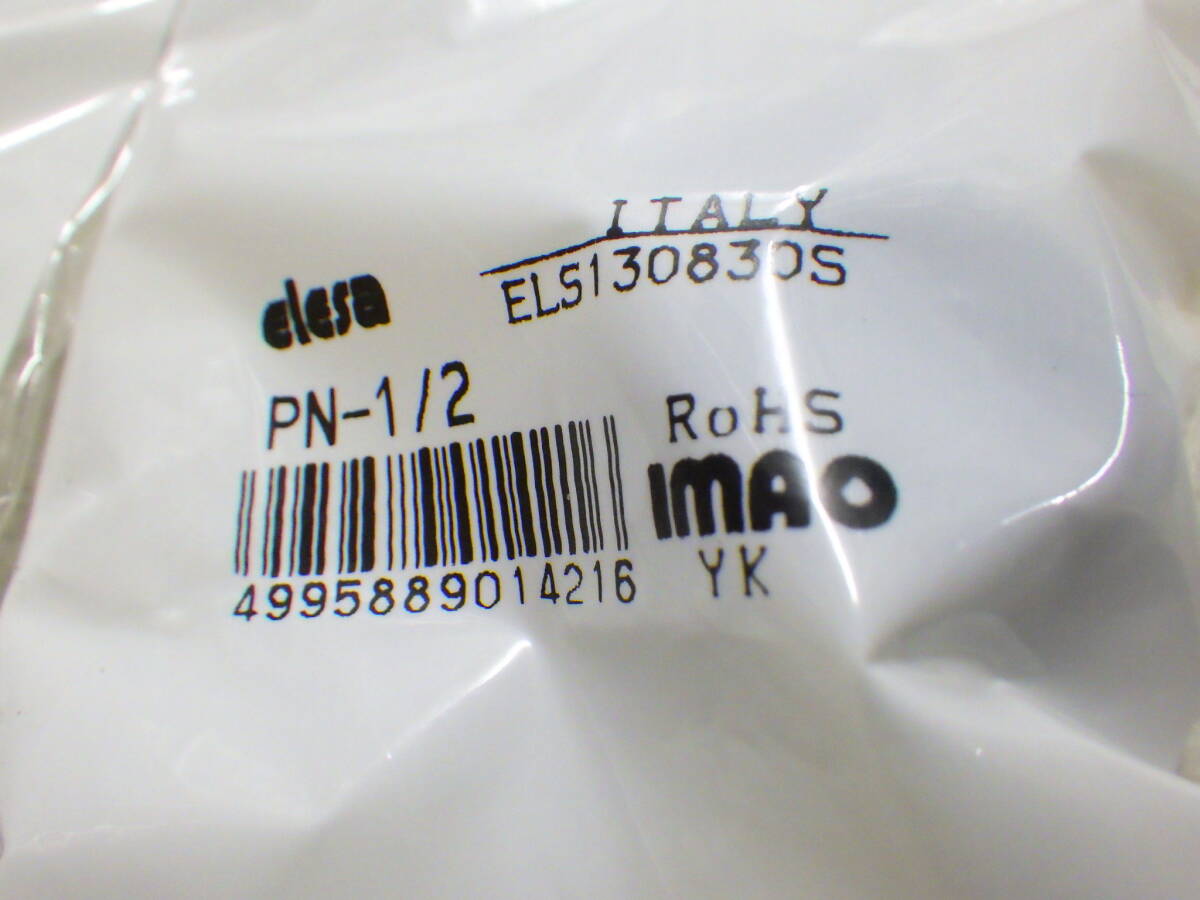 ITALY
ELS130830S
elesa
PN-1/2
RoHS
IMAO
YK
4995889014216